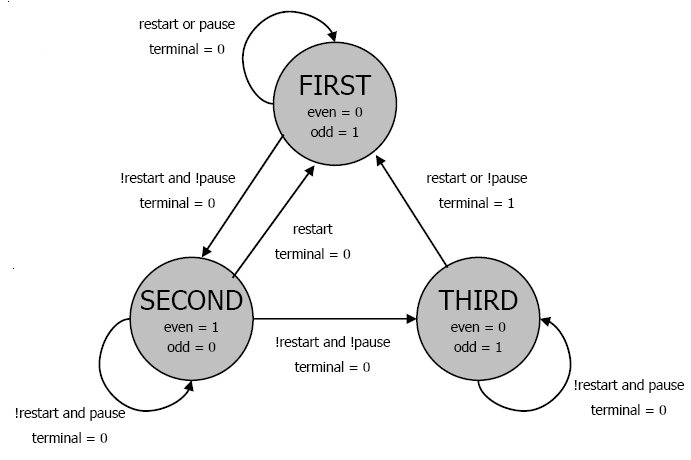 restart or pause
terminal = 0
FIRST
even = 0
odd = 1
!restart and !pause
terminal = 0
restart or !pause
terminal = 1
restart
terminal = 0
SECOND
even = 1
odd = 0
THIRD
even = 0
odd = 1
!restart and !pause
terminal = 0
!restart and pause
terminal = 0
!restart and pause
terminal = 0